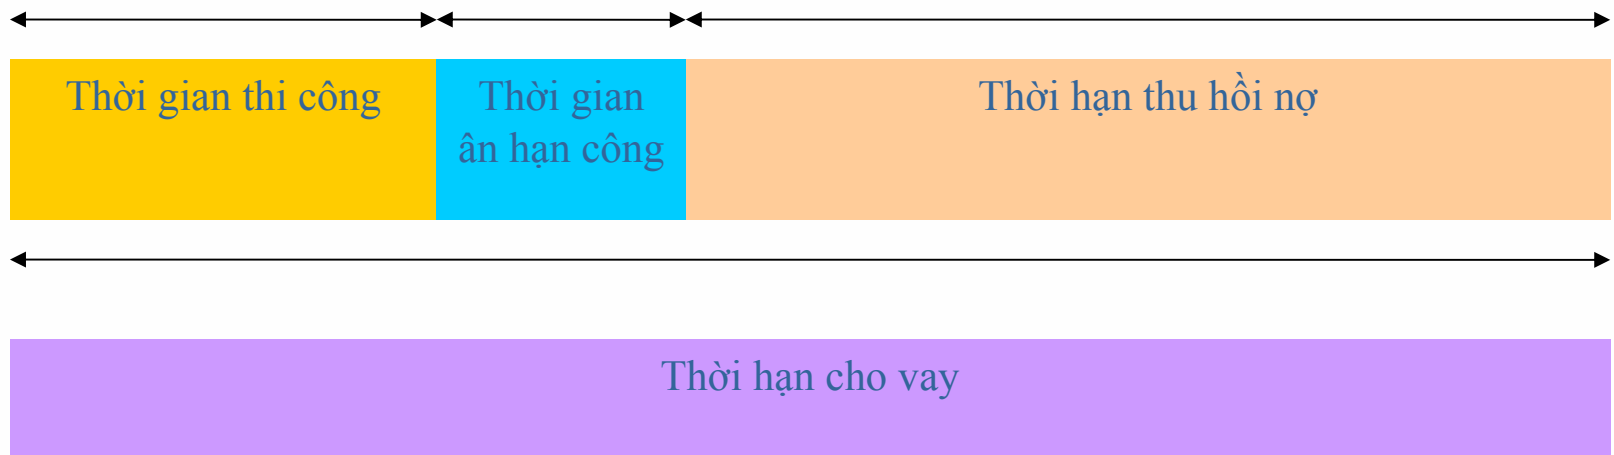 Thời gian thi công
Thời gian
ân hạn công
Thời hạn thu hồi nợ
Thời hạn cho vay